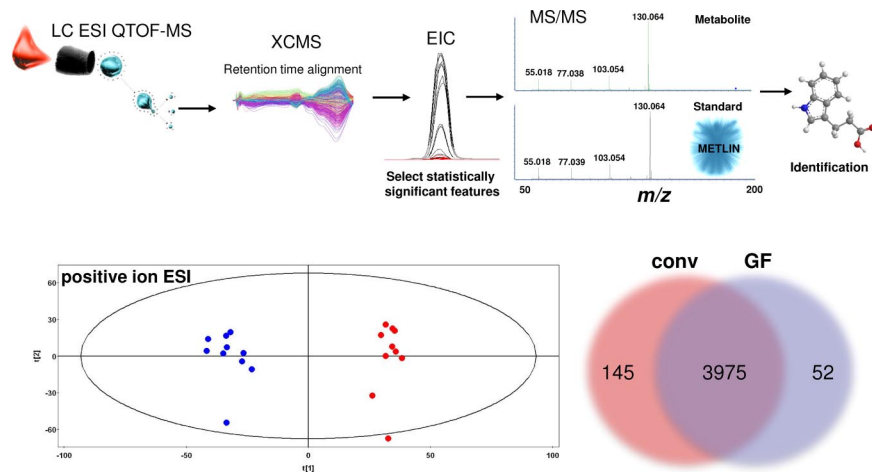 LC ESI QTOF-MS
XCMS
Retention time alignment
EIC
Select statistically
significant features
MS/MS
130.064
Metabolite
55.018
77.038
103.054
130.064
Standard
METLIN
55.018
77.039
103.054
50
m/z
200
Identification
positive ion ESI
60
30
0
-30
-60
t[2]
-100
-50
0
50
100
t[1]
conv
GF
145
3975
52